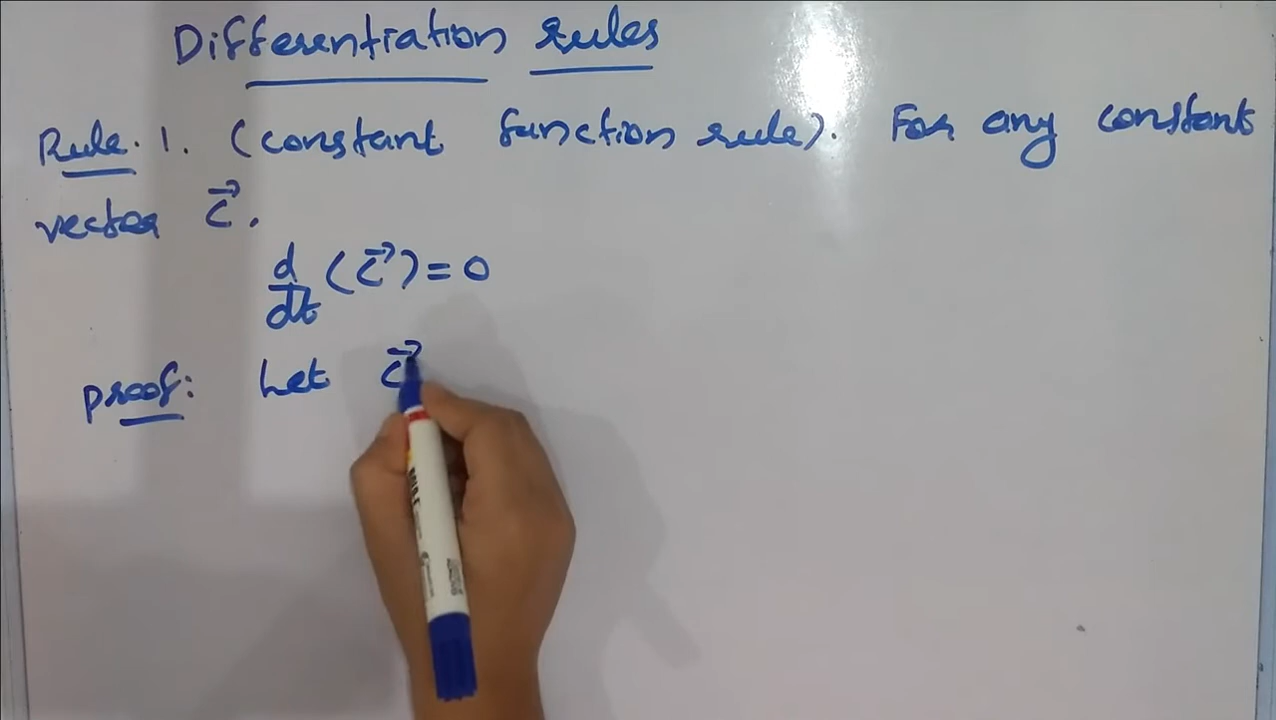 Differentiation rules
Rule. 1. (constant function rule). For any constant
vector c⃗.
d/dt (c⃗) = 0
Proof: Let c⃗